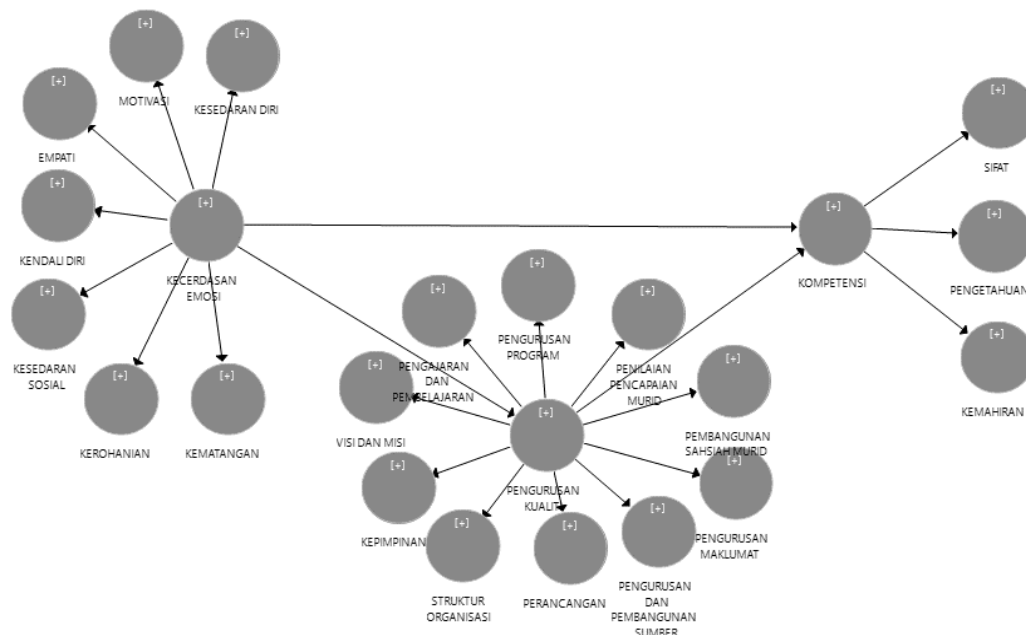 [+]
MOTIVASI
[+]
KESEDARAN DIRI
[+]
EMPATI
[+]
KENDALI DIRI
[+]
KECERDASAN
EMOSI
[+]
KESEDARAN
SOSIAL
[+]
KEROHANIAN
[+]
KEMATANGAN
[+]
KOMPETENSI
[+]
SIFAT
[+]
PENGETAHUAN
[+]
KEMAHIRAN
[+]
PENGAJARAN
DAN
PEMBELAJARAN
[+]
PENGURUSAN
PROGRAM
[+]
PENILAIAN
PENCAPAIAN
MURID
[+]
VISI DAN MISI
[+]
PEMBANGUNAN
SAHSIAH MURID
[+]
PENGURUSAN
KUALITI
[+]
KEPIMPINAN
[+]
PENGURUSAN
MAKLUMAT
[+]
STRUKTUR
ORGANISASI
[+]
PERANCANGAN
[+]
PENGURUSAN
DAN
PEMBANGUNAN
SUMBER